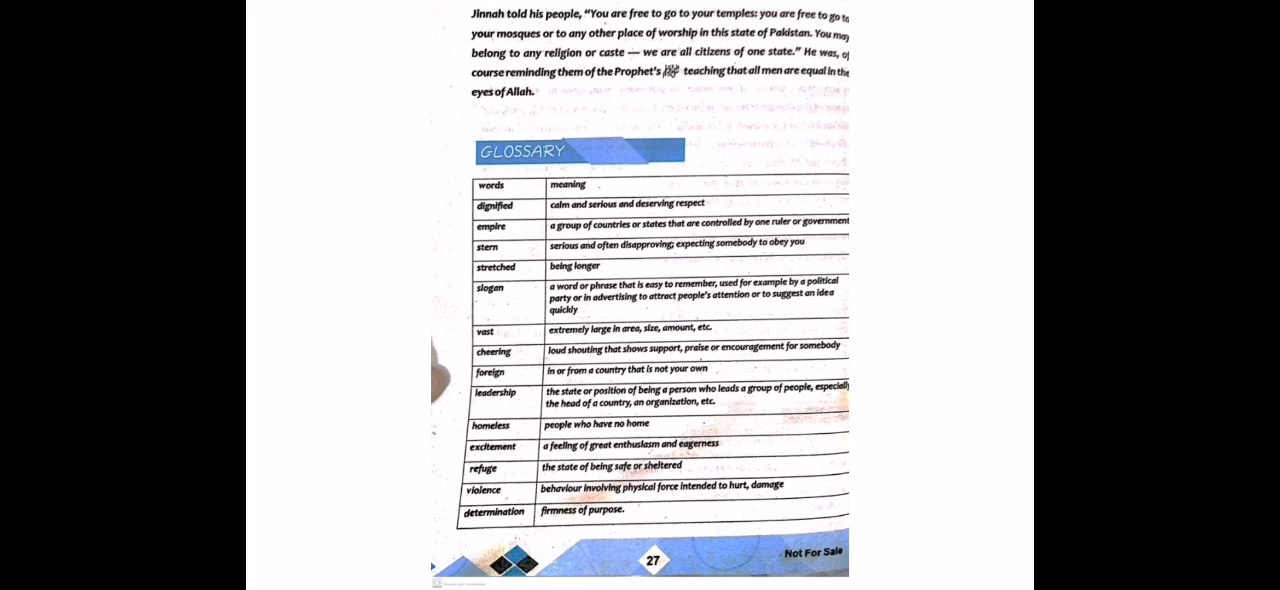 Jinnah told his people, "You are free to go to your temples: you are free to go to
your mosques or to any other place of worship in this state of Pakistan. You may
belong to any religion or caste — we are all citizens of one state." He was, of
course reminding them of the Prophet's ﷺ teaching that all men are equal in the
eyes of Allah.
GLOSSARY
words meaning
dignified calm and serious and deserving respect
empire a group of countries or states that are controlled by one ruler or government
stern serious and often disapproving; expecting somebody to obey you
stretched being longer
slogan a word or phrase that is easy to remember, used for example by a political
party or in advertising to attract people's attention or to suggest an idea
quickly
vast extremely large in area, size, amount, etc.
cheering loud shouting that shows support, praise or encouragement for somebody
foreign in or from a country that is not your own
leadership the state or position of being a person who leads a group of people, especially
the head of a country, an organization, etc.
homeless people who have no home
excitement a feeling of great enthusiasm and eagerness
refuge the state of being safe or sheltered
violence behaviour involving physical force intended to hurt, damage
determination firmness of purpose.
27
Not For Sale